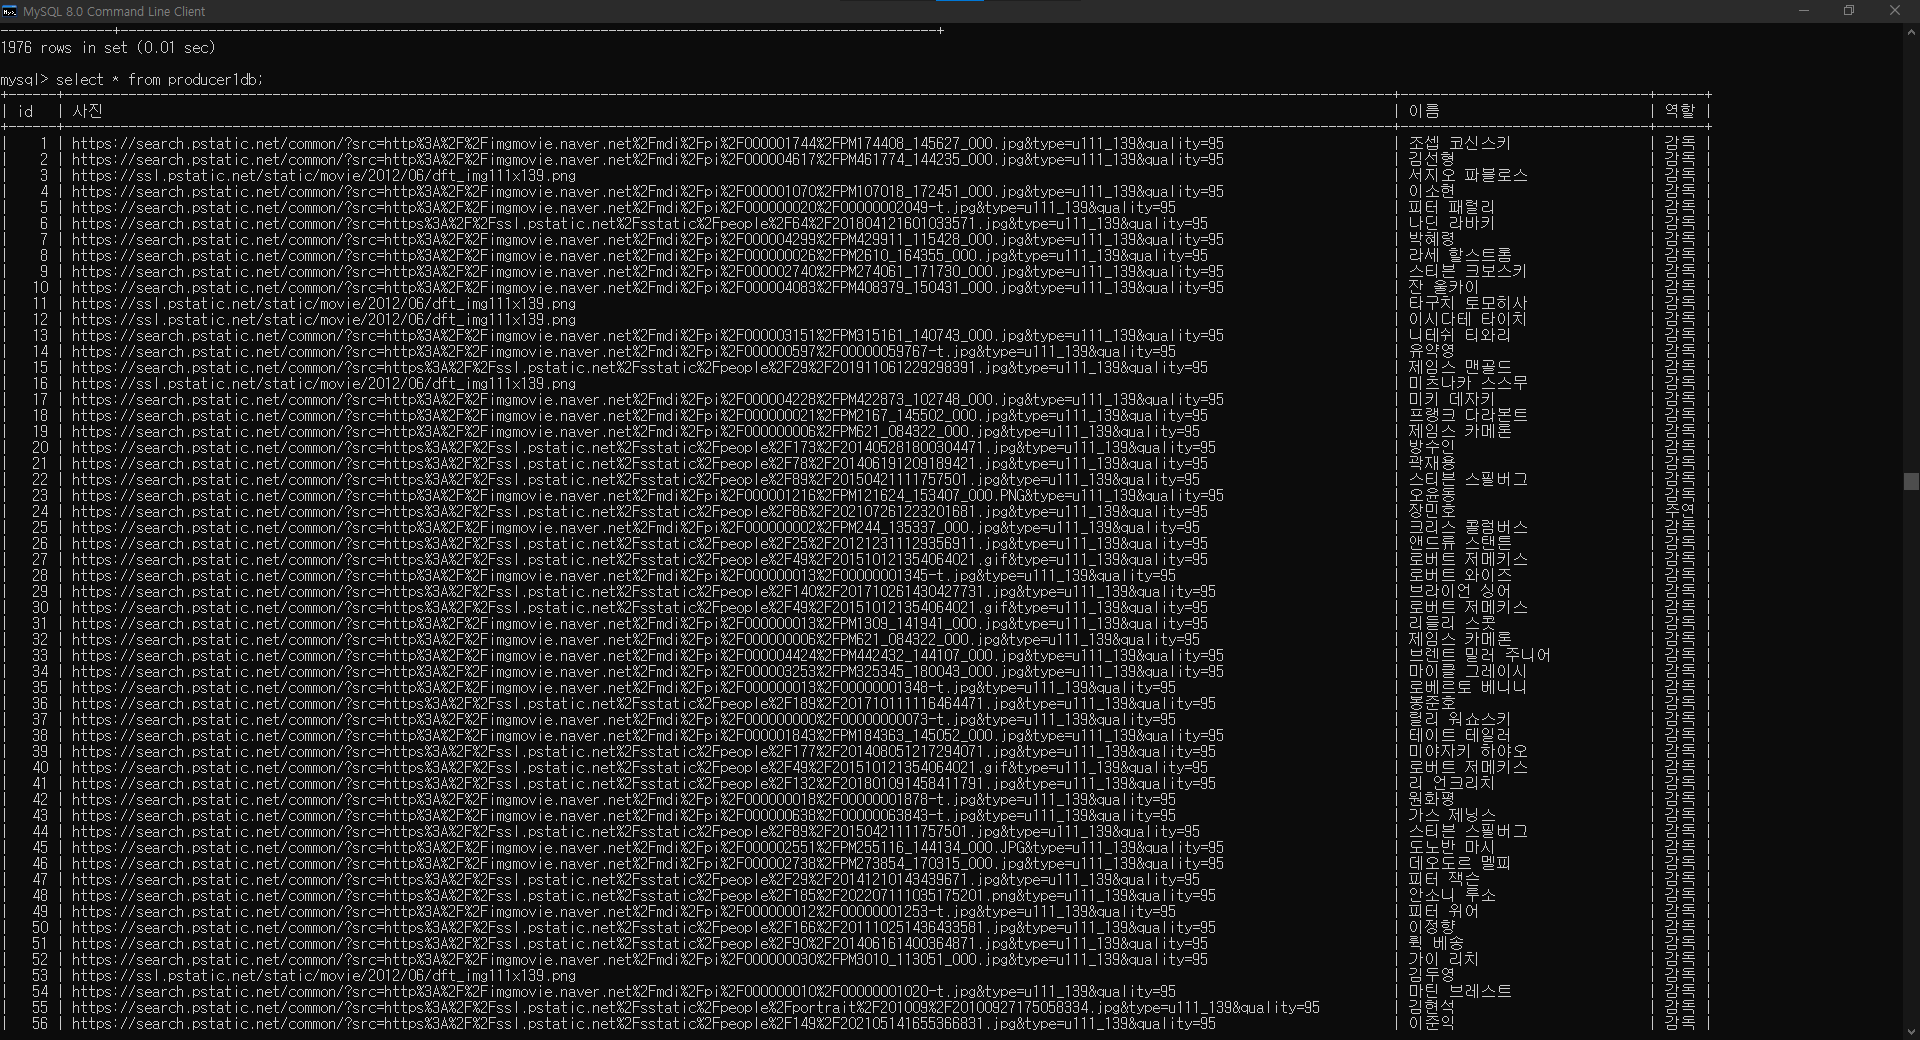 MySQL 8.0 Command Line Client
1976 rows in set (0.01 sec)
mysql> select * from producer1db;
| id | 사진 | 이름 | 역할 |
| 1 | https://search.pstatic.net/common/?src=http%3A%2F%2Fimgmovie.naver.net%2Fmdi%2Fpi%2F000001744%2FPM174408_145627_000.jpg&type=u111_139&quality=95 | 조셉 코신스키 | 감독 |
| 2 | https://search.pstatic.net/common/?src=http%3A%2F%2Fimgmovie.naver.net%2Fmdi%2Fpi%2F000004617%2FPM461774_144235_000.jpg&type=u111_139&quality=95 | 김선형 | 감독 |
| 3 | https://ssl.pstatic.net/static/movie/2012/06/dft_img111x139.png | 서지오 파블로스 | 감독 |
| 4 | https://search.pstatic.net/common/?src=http%3A%2F%2Fimgmovie.naver.net%2Fmdi%2Fpi%2F000001070%2FPM107018_172451_000.jpg&type=u111_139&quality=95 | 이소현 | 감독 |
| 5 | https://search.pstatic.net/common/?src=http%3A%2F%2Fimgmovie.naver.net%2Fmdi%2Fpi%2F000000020%2F00000002049-t.jpg&type=u111_139&quality=95 | 피터 패럴리 | 감독 |
| 6 | https://search.pstatic.net/common/?src=https%3A%2F%2Fssl.pstatic.net%2Fsstatic%2Fpeople%2F64%2F201804121601033571.jpg&type=u111_139&quality=95 | 나딘 라바키 | 감독 |
| 7 | https://search.pstatic.net/common/?src=http%3A%2F%2Fimgmovie.naver.net%2Fmdi%2Fpi%2F000004299%2FPM429911_115428_000.jpg&type=u111_139&quality=95 | 박혜령 | 감독 |
| 8 | https://search.pstatic.net/common/?src=http%3A%2F%2Fimgmovie.naver.net%2Fmdi%2Fpi%2F000000026%2FPM2610_164355_000.jpg&type=u111_139&quality=95 | 라세 할스트롬 | 감독 |
| 9 | https://search.pstatic.net/common/?src=http%3A%2F%2Fimgmovie.naver.net%2Fmdi%2Fpi%2F000002740%2FPM274061_171730_000.jpg&type=u111_139&quality=95 | 스티븐 크보스키 | 감독 |
| 10 | https://search.pstatic.net/common/?src=http%3A%2F%2Fimgmovie.naver.net%2Fmdi%2Fpi%2F000004083%2FPM408379_150431_000.jpg&type=u111_139&quality=95 | 잔 울카이 | 감독 |
| 11 | https://ssl.pstatic.net/static/movie/2012/06/dft_img111x139.png | 타구치 토모히사 | 감독 |
| 12 | https://ssl.pstatic.net/static/movie/2012/06/dft_img111x139.png | 이시다테 타이치 | 감독 |
| 13 | https://search.pstatic.net/common/?src=http%3A%2F%2Fimgmovie.naver.net%2Fmdi%2Fpi%2F000003151%2FPM315161_140743_000.jpg&type=u111_139&quality=95 | 니테쉬 티와리 | 감독 |
| 14 | https://search.pstatic.net/common/?src=http%3A%2F%2Fimgmovie.naver.net%2Fmdi%2Fpi%2F000000597%2F00000059767-t.jpg&type=u111_139&quality=95 | 유약영 | 감독 |
| 15 | https://search.pstatic.net/common/?src=https%3A%2F%2Fssl.pstatic.net%2Fsstatic%2Fpeople%2F29%2F201911061229298391.jpg&type=u111_139&quality=95 | 제임스 맨골드 | 감독 |
| 16 | https://ssl.pstatic.net/static/movie/2012/06/dft_img111x139.png | 미츠나카 스스무 | 감독 |
| 17 | https://search.pstatic.net/common/?src=http%3A%2F%2Fimgmovie.naver.net%2Fmdi%2Fpi%2F000004228%2FPM422873_102748_000.jpg&type=u111_139&quality=95 | 미키 데자키 | 감독 |
| 18 | https://search.pstatic.net/common/?src=http%3A%2F%2Fimgmovie.naver.net%2Fmdi%2Fpi%2F000000021%2FPM2167_145502_000.jpg&type=u111_139&quality=95 | 프랭크 다라본트 | 감독 |
| 19 | https://search.pstatic.net/common/?src=http%3A%2F%2Fimgmovie.naver.net%2Fmdi%2Fpi%2F000000006%2FPM621_084322_000.jpg&type=u111_139&quality=95 | 제임스 카메론 | 감독 |
| 20 | https://search.pstatic.net/common/?src=https%3A%2F%2Fssl.pstatic.net%2Fsstatic%2Fpeople%2F173%2F201405281800304471.jpg&type=u111_139&quality=95 | 방수인 | 감독 |
| 21 | https://search.pstatic.net/common/?src=https%3A%2F%2Fssl.pstatic.net%2Fsstatic%2Fpeople%2F78%2F201406191209189421.jpg&type=u111_139&quality=95 | 곽재용 | 감독 |
| 22 | https://search.pstatic.net/common/?src=https%3A%2F%2Fssl.pstatic.net%2Fsstatic%2Fpeople%2F89%2F20150421111757501.jpg&type=u111_139&quality=95 | 스티븐 스필버그 | 감독 |
| 23 | https://search.pstatic.net/common/?src=http%3A%2F%2Fimgmovie.naver.net%2Fmdi%2Fpi%2F000001216%2FPM121624_153407_000.PNG&type=u111_139&quality=95 | 오윤동 | 감독 |
| 24 | https://search.pstatic.net/common/?src=https%3A%2F%2Fssl.pstatic.net%2Fsstatic%2Fpeople%2F86%2F202107261223201681.jpg&type=u111_139&quality=95 | 장민호 | 주연 |
| 25 | https://search.pstatic.net/common/?src=http%3A%2F%2Fimgmovie.naver.net%2Fmdi%2Fpi%2F000000002%2FPM244_135337_000.jpg&type=u111_139&quality=95 | 크리스 콜럼버스 | 감독 |
| 26 | https://search.pstatic.net/common/?src=https%3A%2F%2Fssl.pstatic.net%2Fsstatic%2Fpeople%2F25%2F201212311129356911.jpg&type=u111_139&quality=95 | 앤드류 스탠튼 | 감독 |
| 27 | https://search.pstatic.net/common/?src=https%3A%2F%2Fssl.pstatic.net%2Fsstatic%2Fpeople%2F49%2F201510121354064021.gif&type=u111_139&quality=95 | 로버트 저메키스 | 감독 |
| 28 | https://search.pstatic.net/common/?src=http%3A%2F%2Fimgmovie.naver.net%2Fmdi%2Fpi%2F000000013%2F00000001345-t.jpg&type=u111_139&quality=95 | 로버트 와이즈 | 감독 |
| 29 | https://search.pstatic.net/common/?src=https%3A%2F%2Fssl.pstatic.net%2Fsstatic%2Fpeople%2F140%2F201710261430427731.jpg&type=u111_139&quality=95 | 브라이언 싱어 | 감독 |
| 30 | https://search.pstatic.net/common/?src=https%3A%2F%2Fssl.pstatic.net%2Fsstatic%2Fpeople%2F49%2F201510121354064021.gif&type=u111_139&quality=95 | 로버트 저메키스 | 감독 |
| 31 | https://search.pstatic.net/common/?src=http%3A%2F%2Fimgmovie.naver.net%2Fmdi%2Fpi%2F000000013%2FPM1309_141941_000.jpg&type=u111_139&quality=95 | 리들리 스콧 | 감독 |
| 32 | https://search.pstatic.net/common/?src=http%3A%2F%2Fimgmovie.naver.net%2Fmdi%2Fpi%2F000000006%2FPM621_084322_000.jpg&type=u111_139&quality=95 | 제임스 카메론 | 감독 |
| 33 | https://search.pstatic.net/common/?src=http%3A%2F%2Fimgmovie.naver.net%2Fmdi%2Fpi%2F000004424%2FPM442432_144107_000.jpg&type=u111_139&quality=95 | 브렌트 밀러 주니어 | 감독 |
| 34 | https://search.pstatic.net/common/?src=http%3A%2F%2Fimgmovie.naver.net%2Fmdi%2Fpi%2F000003253%2FPM325345_180043_000.jpg&type=u111_139&quality=95 | 마이클 그레이시 | 감독 |
| 35 | https://search.pstatic.net/common/?src=http%3A%2F%2Fimgmovie.naver.net%2Fmdi%2Fpi%2F000000013%2F00000001348-t.jpg&type=u111_139&quality=95 | 로베르토 베니니 | 감독 |
| 36 | https://search.pstatic.net/common/?src=https%3A%2F%2Fssl.pstatic.net%2Fsstatic%2Fpeople%2F189%2F201710111116464471.jpg&type=u111_139&quality=95 | 봉준호 | 감독 |
| 37 | https://search.pstatic.net/common/?src=http%3A%2F%2Fimgmovie.naver.net%2Fmdi%2Fpi%2F000000000%2F00000000073-t.jpg&type=u111_139&quality=95 | 릴리 워쇼스키 | 감독 |
| 38 | https://search.pstatic.net/common/?src=http%3A%2F%2Fimgmovie.naver.net%2Fmdi%2Fpi%2F000001843%2FPM184363_145052_000.jpg&type=u111_139&quality=95 | 테이트 테일러 | 감독 |
| 39 | https://search.pstatic.net/common/?src=https%3A%2F%2Fssl.pstatic.net%2Fsstatic%2Fpeople%2F177%2F201408051217294071.jpg&type=u111_139&quality=95 | 미야자키 하야오 | 감독 |
| 40 | https://search.pstatic.net/common/?src=https%3A%2F%2Fssl.pstatic.net%2Fsstatic%2Fpeople%2F49%2F201510121354064021.gif&type=u111_139&quality=95 | 로버트 저메키스 | 감독 |
| 41 | https://search.pstatic.net/common/?src=https%3A%2F%2Fssl.pstatic.net%2Fsstatic%2Fpeople%2F132%2F201801091458411791.jpg&type=u111_139&quality=95 | 리 언크리치 | 감독 |
| 42 | https://search.pstatic.net/common/?src=http%3A%2F%2Fimgmovie.naver.net%2Fmdi%2Fpi%2F000000018%2F00000001878-t.jpg&type=u111_139&quality=95 | 원화평 | 감독 |
| 43 | https://search.pstatic.net/common/?src=http%3A%2F%2Fimgmovie.naver.net%2Fmdi%2Fpi%2F000000638%2F00000063843-t.jpg&type=u111_139&quality=95 | 가스 제닝스 | 감독 |
| 44 | https://search.pstatic.net/common/?src=https%3A%2F%2Fssl.pstatic.net%2Fsstatic%2Fpeople%2F89%2F20150421111757501.jpg&type=u111_139&quality=95 | 스티븐 스필버그 | 감독 |
| 45 | https://search.pstatic.net/common/?src=http%3A%2F%2Fimgmovie.naver.net%2Fmdi%2Fpi%2F000002551%2FPM255116_144134_000.JPG&type=u111_139&quality=95 | 도노반 마시 | 감독 |
| 46 | https://search.pstatic.net/common/?src=http%3A%2F%2Fimgmovie.naver.net%2Fmdi%2Fpi%2F000002738%2FPM273854_170315_000.jpg&type=u111_139&quality=95 | 데오도르 멜피 | 감독 |
| 47 | https://search.pstatic.net/common/?src=https%3A%2F%2Fssl.pstatic.net%2Fsstatic%2Fpeople%2F29%2F20141210143439671.jpg&type=u111_139&quality=95 | 피터 잭슨 | 감독 |
| 48 | https://search.pstatic.net/common/?src=https%3A%2F%2Fssl.pstatic.net%2Fsstatic%2Fpeople%2F185%2F202207111035175201.png&type=u111_139&quality=95 | 안소니 루소 | 감독 |
| 49 | https://search.pstatic.net/common/?src=http%3A%2F%2Fimgmovie.naver.net%2Fmdi%2Fpi%2F000000012%2F00000001253-t.jpg&type=u111_139&quality=95 | 피터 위어 | 감독 |
| 50 | https://search.pstatic.net/common/?src=https%3A%2F%2Fssl.pstatic.net%2Fsstatic%2Fpeople%2F166%2F201110251436433581.jpg&type=u111_139&quality=95 | 이정향 | 감독 |
| 51 | https://search.pstatic.net/common/?src=https%3A%2F%2Fssl.pstatic.net%2Fsstatic%2Fpeople%2F90%2F201406161400364871.jpg&type=u111_139&quality=95 | 뤽 베송 | 감독 |
| 52 | https://search.pstatic.net/common/?src=http%3A%2F%2Fimgmovie.naver.net%2Fmdi%2Fpi%2F000000030%2FPM3010_113051_000.jpg&type=u111_139&quality=95 | 가이 리치 | 감독 |
| 53 | https://ssl.pstatic.net/static/movie/2012/06/dft_img111x139.png | 김두영 | 감독 |
| 54 | https://search.pstatic.net/common/?src=http%3A%2F%2Fimgmovie.naver.net%2Fmdi%2Fpi%2F000000010%2F00000001020-t.jpg&type=u111_139&quality=95 | 마틴 브레스트 | 감독 |
| 55 | https://search.pstatic.net/common/?src=https%3A%2F%2Fssl.pstatic.net%2Fsstatic%2Fpeople%2Fportrait%2F201009%2F20100927175058334.jpg&type=u111_139&quality=95 | 김현석 | 감독 |
| 56 | https://search.pstatic.net/common/?src=https%3A%2F%2Fssl.pstatic.net%2Fsstatic%2Fpeople%2F149%2F202105141655366831.jpg&type=u111_139&quality=95 | 이준익 | 감독 |